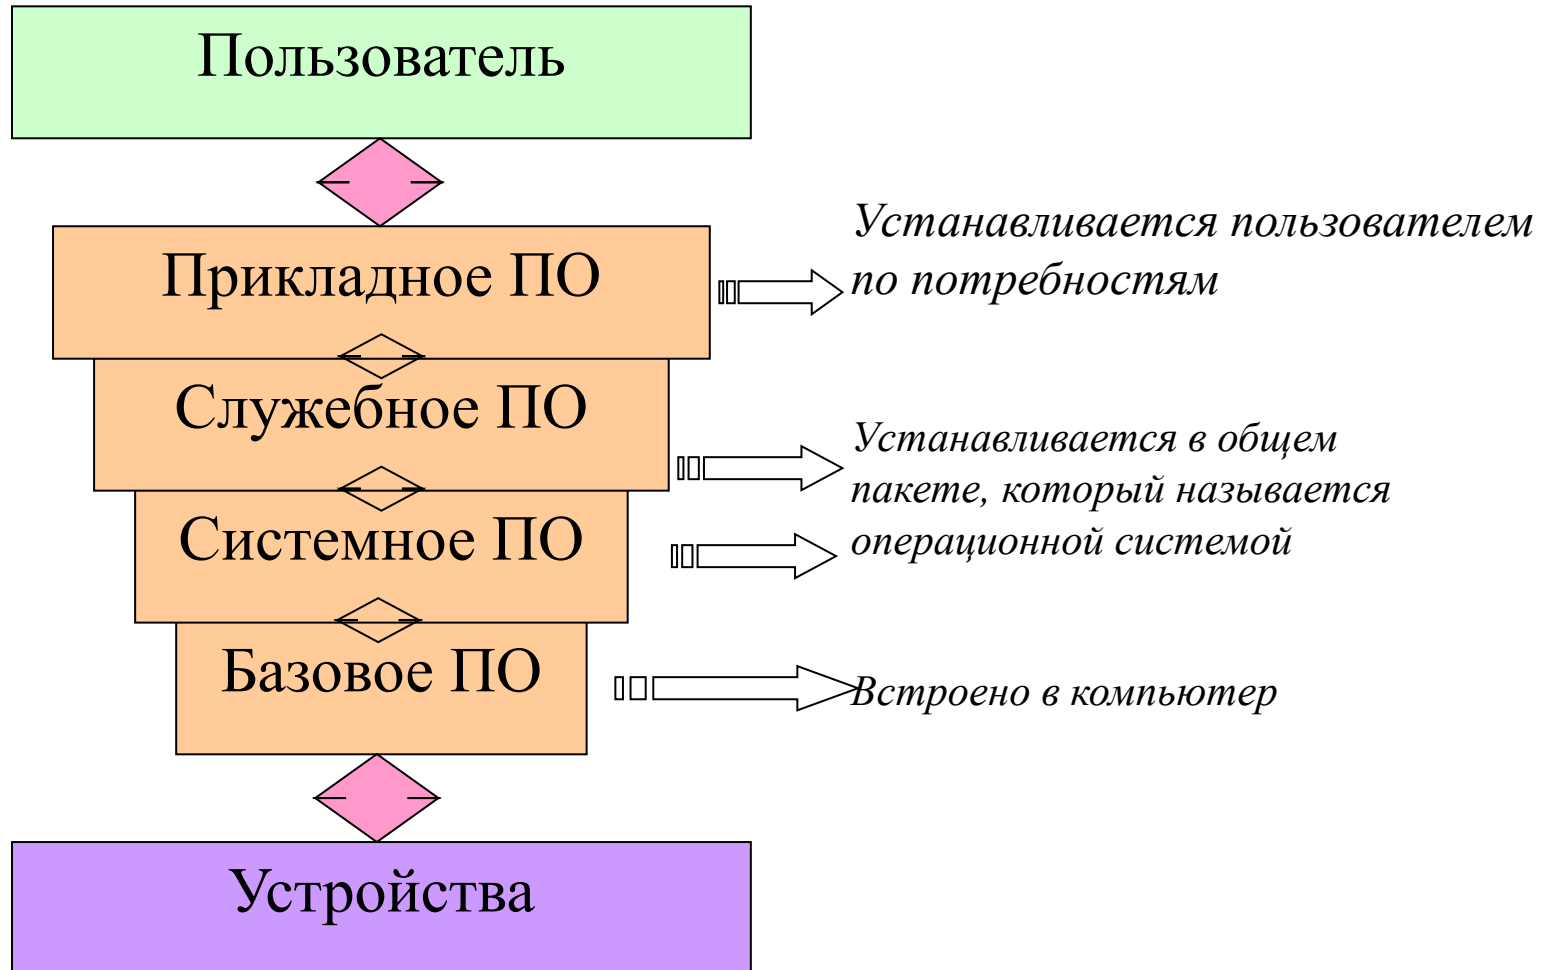 Пользователь
Прикладное ПО
Устанавливается пользователем
по потребностям
Служебное ПО
Системное ПО
Устанавливается в общем
пакете, который называется
операционной системой
Базовое ПО
Встроено в компьютер
Устройства